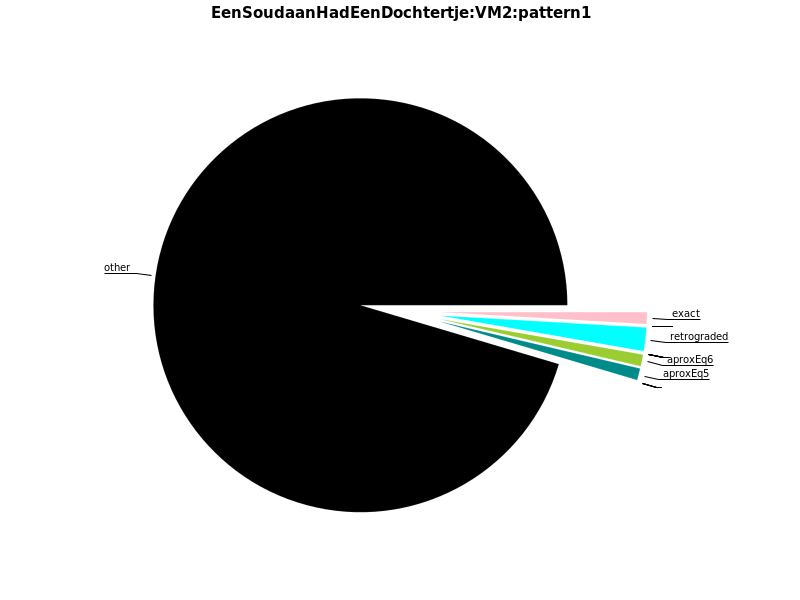 EenSoudaanHadEenDochtertje:VM2:pattern1
other
exact
retrograded
aproxEq6
aproxEq5